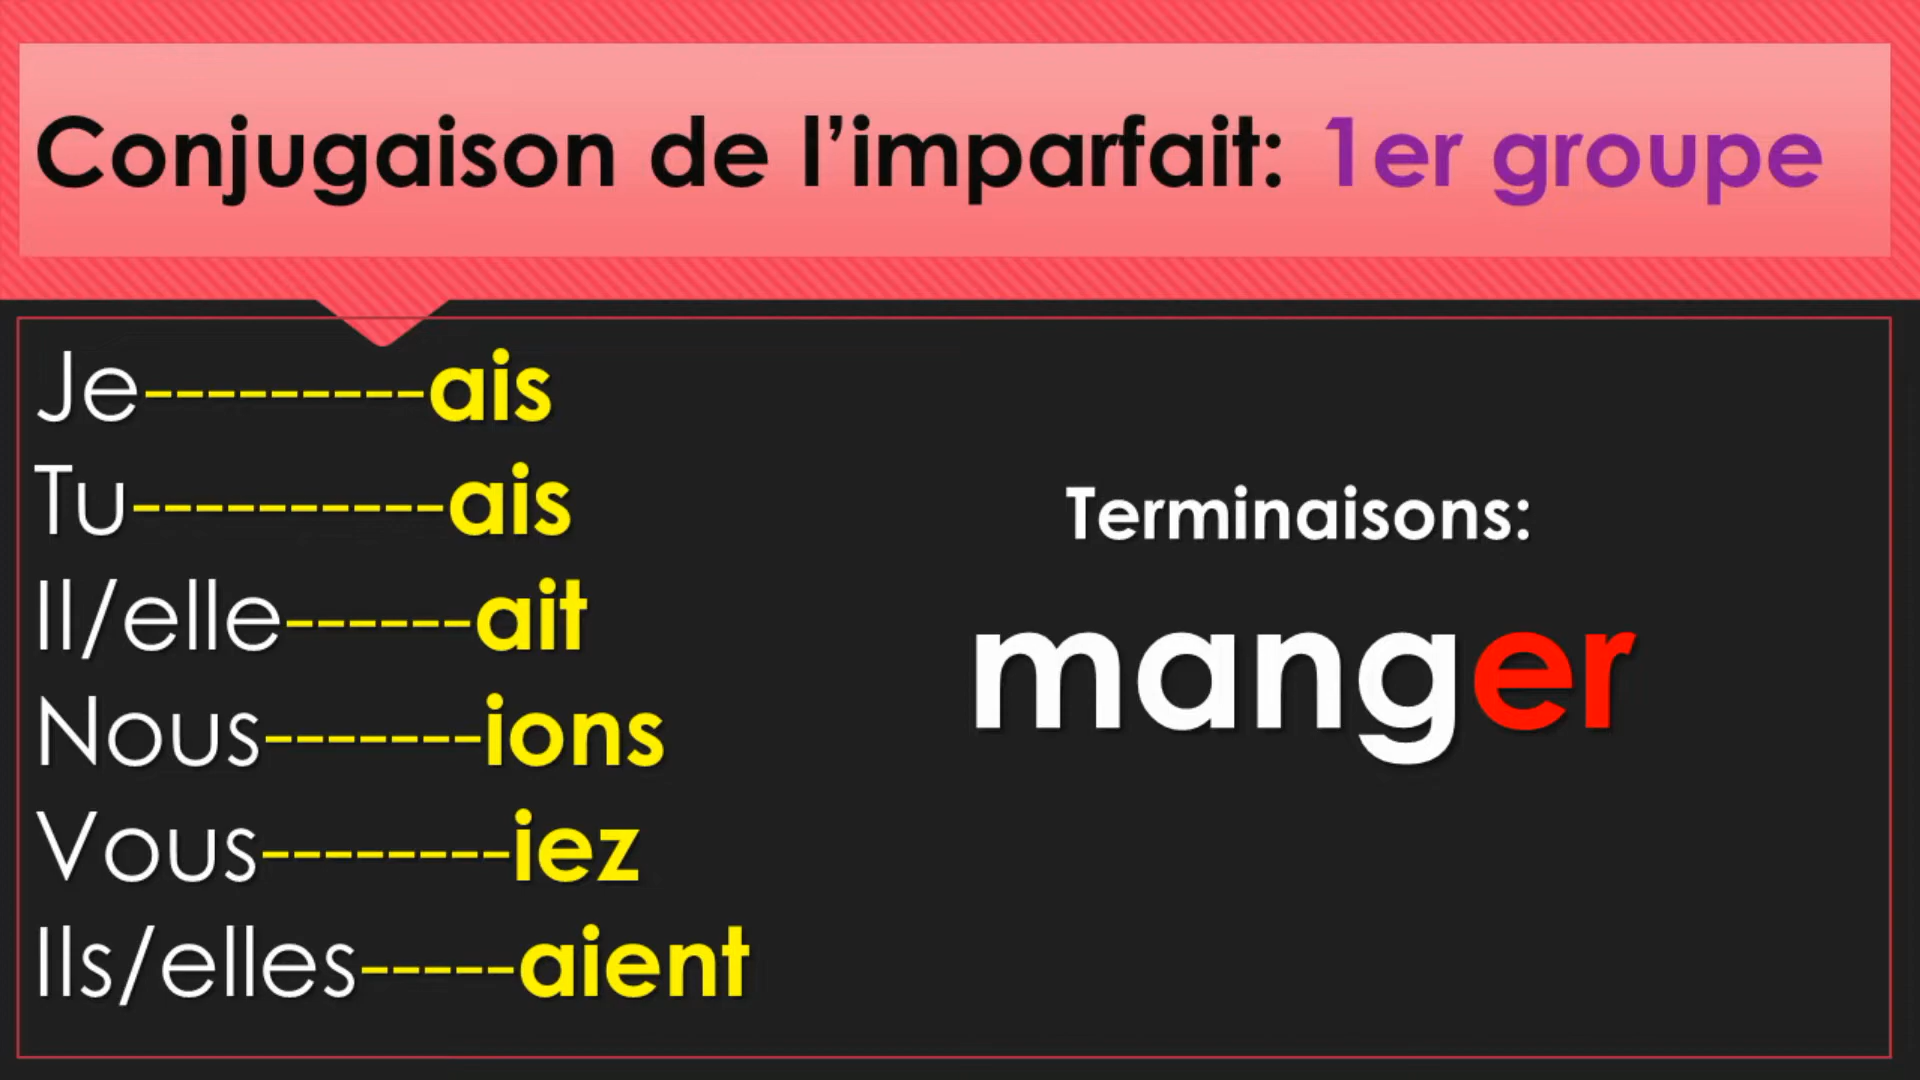 Conjugaison de l’imparfait: 1er groupe
Je---------ais
Tu----------ais
Il/elle------ait
Nous-------ions
Vous--------iez
Ils/elles-----aient
Terminaisons:
manger